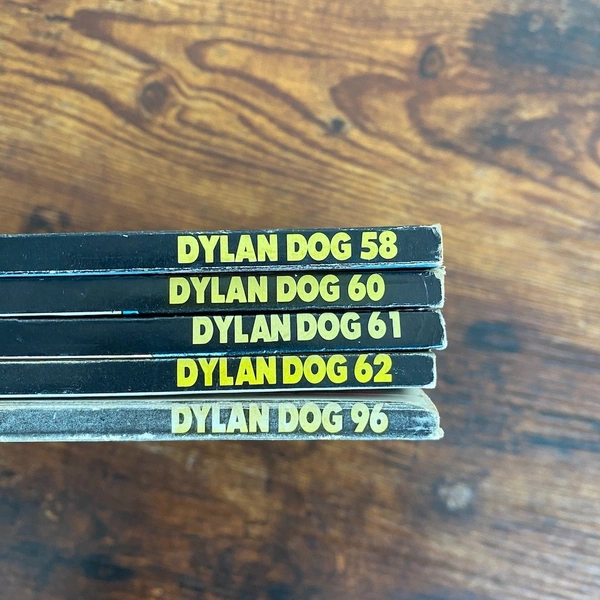 DYLAN DOG 58
DYLAN DOG 60
DYLAN DOG 61
DYLAN DOG 62
DYLAN DOG 96